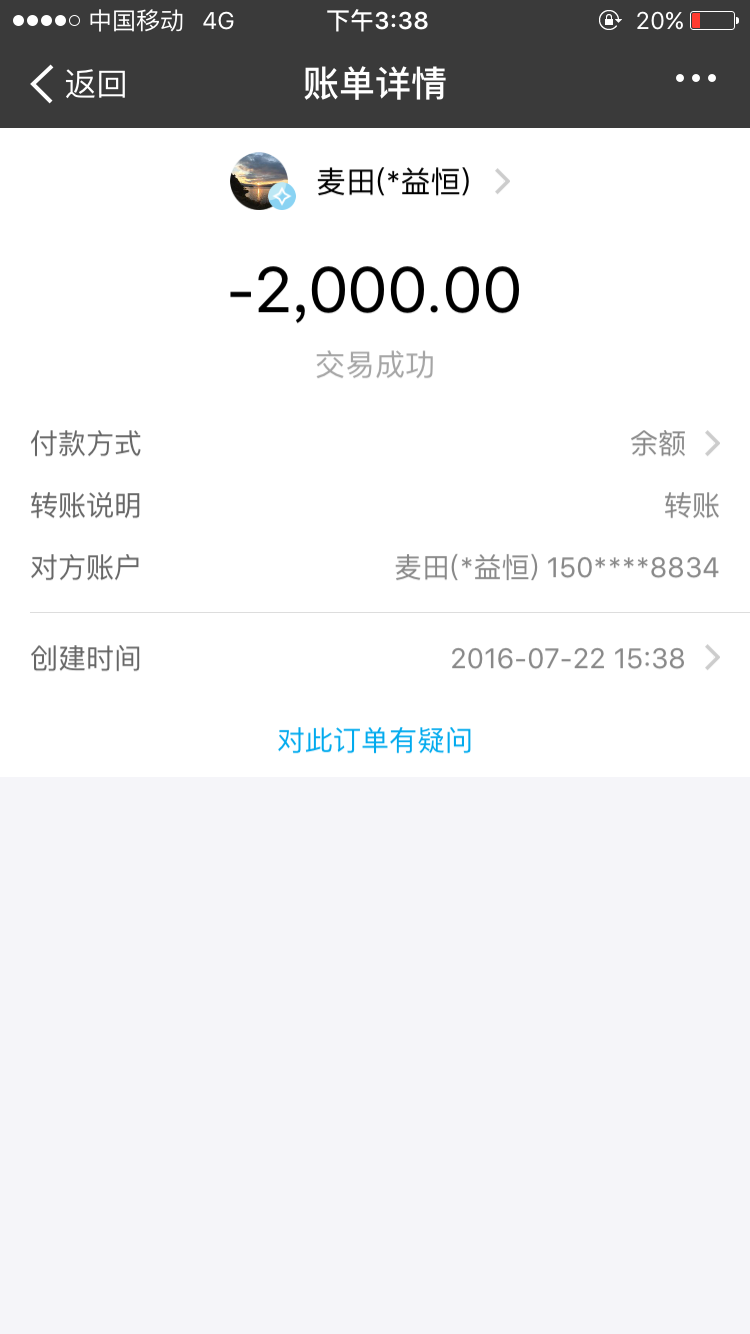 中国移动 4G 下午3:38 20%
返回 账单详情
麦田(*益恒)
-2,000.00
交易成功
付款方式 余额
转账说明 转账
对方账户 麦田(*益恒) 150****8834
创建时间 2016-07-22 15:38
对此订单有疑问